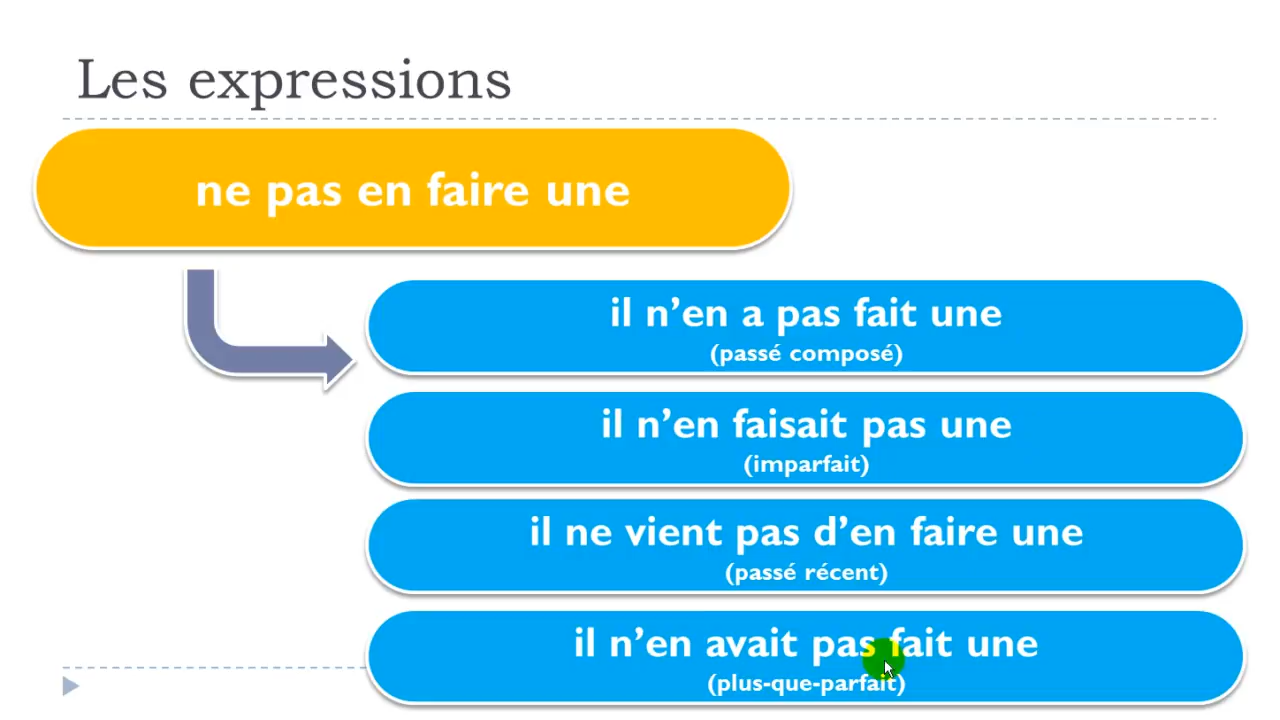 Les expressions
ne pas en faire une
il n’en a pas fait une
(passé composé)
il n’en faisait pas une
(imparfait)
il ne vient pas d’en faire une
(passé récent)
il n’en avait pas fait une
(plus-que-parfait)